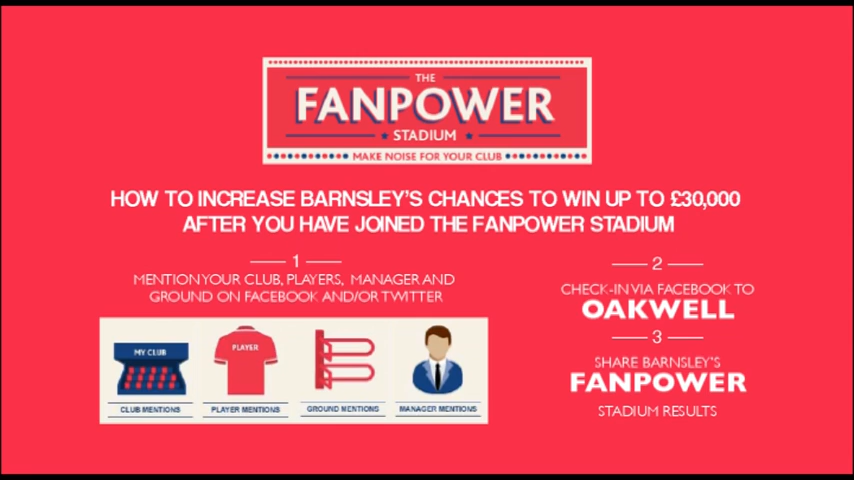 THE
FANPOWER
STADIUM
MAKE NOISE FOR YOUR CLUB
HOW TO INCREASE BARNSLEY'S CHANCES TO WIN UP TO £30,000
AFTER YOU HAVE JOINED THE FANPOWER STADIUM
1
MENTION YOUR CLUB, PLAYERS, MANAGER AND
GROUND ON FACEBOOK AND/OR TWITTER
MY CLUB
CLUB MENTIONS
PLAYER
PLAYER MENTIONS
GROUND MENTIONS
MANAGER MENTIONS
2
CHECK-IN VIA FACEBOOK TO
OAKWELL
3
SHARE BARNSLEY'S
FANPOWER
STADIUM RESULTS